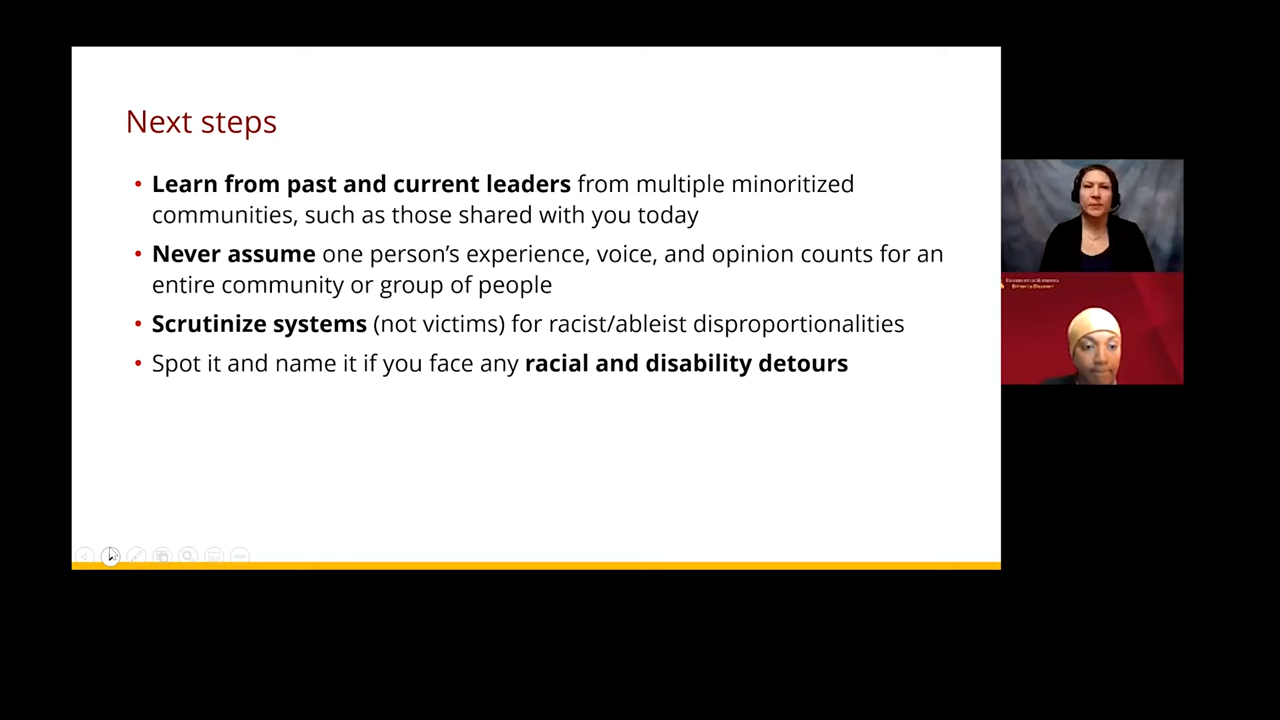 Next steps
• Learn from past and current leaders from multiple minoritized
communities, such as those shared with you today
• Never assume one person’s experience, voice, and opinion counts for an
entire community or group of people
• Scrutinize systems (not victims) for racist/ableist disproportionalities
• Spot it and name it if you face any racial and disability detours